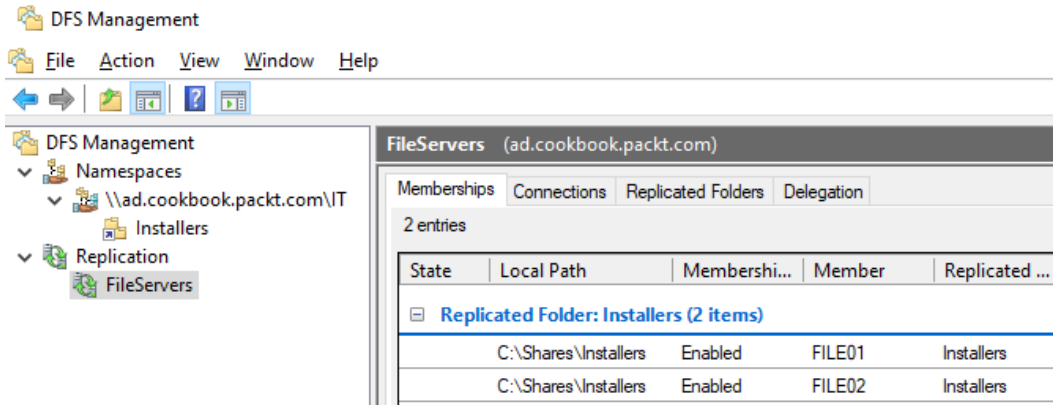 DFS Management
File Action View Window Help
DFS Management
Namespaces
\\ad.cookbook.packt.com\IT
Installers
Replication
FileServers
FileServers (ad.cookbook.packt.com)
Memberships Connections Replicated Folders Delegation
2 entries
State Local Path Membershi... Member Replicated ...
Replicated Folder: Installers (2 items)
C:\Shares\Installers Enabled FILE01 Installers
C:\Shares\Installers Enabled FILE02 Installers